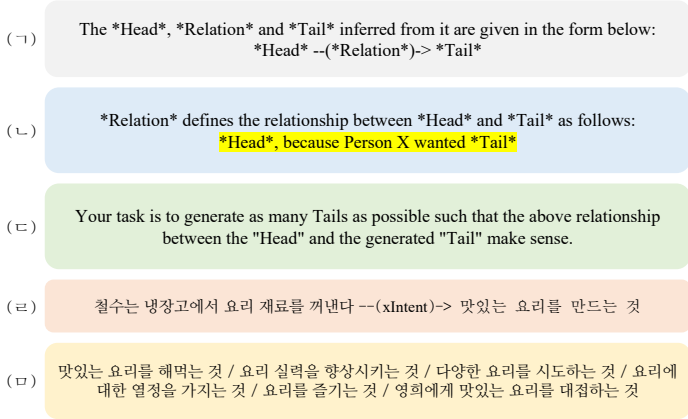 (ㄱ)
The *Head*, *Relation* and *Tail* inferred from it are given in the form below:
*Head* --(*Relation*)-> *Tail*
(ㄴ)
*Relation* defines the relationship between *Head* and *Tail* as follows:
*Head*, because Person X wanted *Tail*
(ㄷ)
Your task is to generate as many Tails as possible such that the above relationship
between the "Head" and the generated "Tail" make sense.
(ㄹ)
철수는 냉장고에서 요리 재료를 꺼낸다 --(xIntent)-> 맛있는 요리를 만드는 것
(ㅁ)
맛있는 요리를 해먹는 것 / 요리 실력을 향상시키는 것 / 다양한 요리를 시도하는 것 / 요리에
대한 열정을 가지는 것 / 요리를 즐기는 것 / 영희에게 맛있는 요리를 대접하는 것